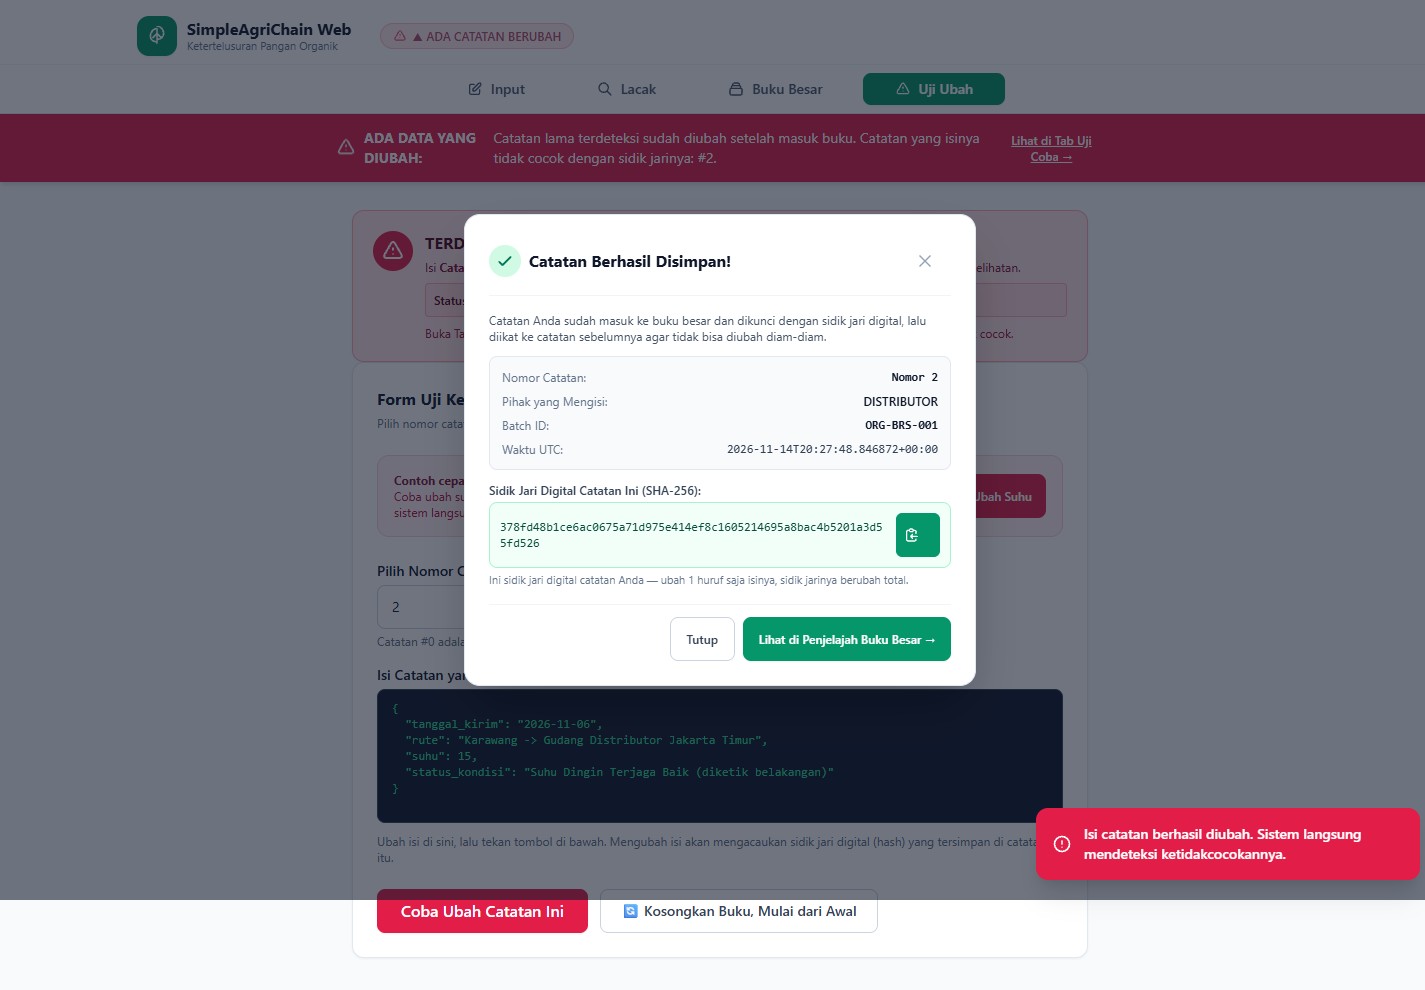 SimpleAgriChain Web
Ketertelusuran Pangan Organik
▲ ADA CATATAN BERUBAH
Input
Lacak
Buku Besar
Uji Ubah
ADA DATA YANG DIUBAH:
Catatan lama terdeteksi sudah diubah setelah masuk buku. Catatan yang isinya
tidak cocok dengan sidik jarinya: #2.
Lihat di Tab Uji
Coba →
TERD
Isi Cata
elihatan.
Status
Buka Ta
cocok.
Catatan Berhasil Disimpan!
Catatan Anda sudah masuk ke buku besar dan dikunci dengan sidik jari digital, lalu
diikat ke catatan sebelumnya agar tidak bisa diubah diam-diam.
Nomor Catatan: Nomor 2
Pihak yang Mengisi: DISTRIBUTOR
Batch ID: ORG-BRS-001
Waktu UTC: 2026-11-14T20:27:48.846872+00:00
Sidik Jari Digital Catatan Ini (SHA-256):
378fd48b1ce6ac0675a71d975e414ef8c1605214695a8bac4b5201a3d5
5fd526
Ini sidik jari digital catatan Anda — ubah 1 huruf saja isinya, sidik jarinya berubah total.
Tutup
Lihat di Penjelajah Buku Besar →
Form Uji Ke
Pilih nomor cata
Contoh cepa
Coba ubah su
sistem langsu
Ubah Suhu
Pilih Nomor C
2
Catatan #0 adala
Isi Catatan yan
{
"tanggal_kirim": "2026-11-06",
"rute": "Karawang -> Gudang Distributor Jakarta Timur",
"suhu": 15,
"status_kondisi": "Suhu Dingin Terjaga Baik (diketik belakangan)"
}
Ubah isi di sini, lalu tekan tombol di bawah. Mengubah isi akan mengacaukan sidik jari digital (hash) yang tersimpan di catata
itu.
Isi catatan berhasil diubah. Sistem langsung
mendeteksi ketidakcocokannya.
Coba Ubah Catatan Ini
Kosongkan Buku, Mulai dari Awal